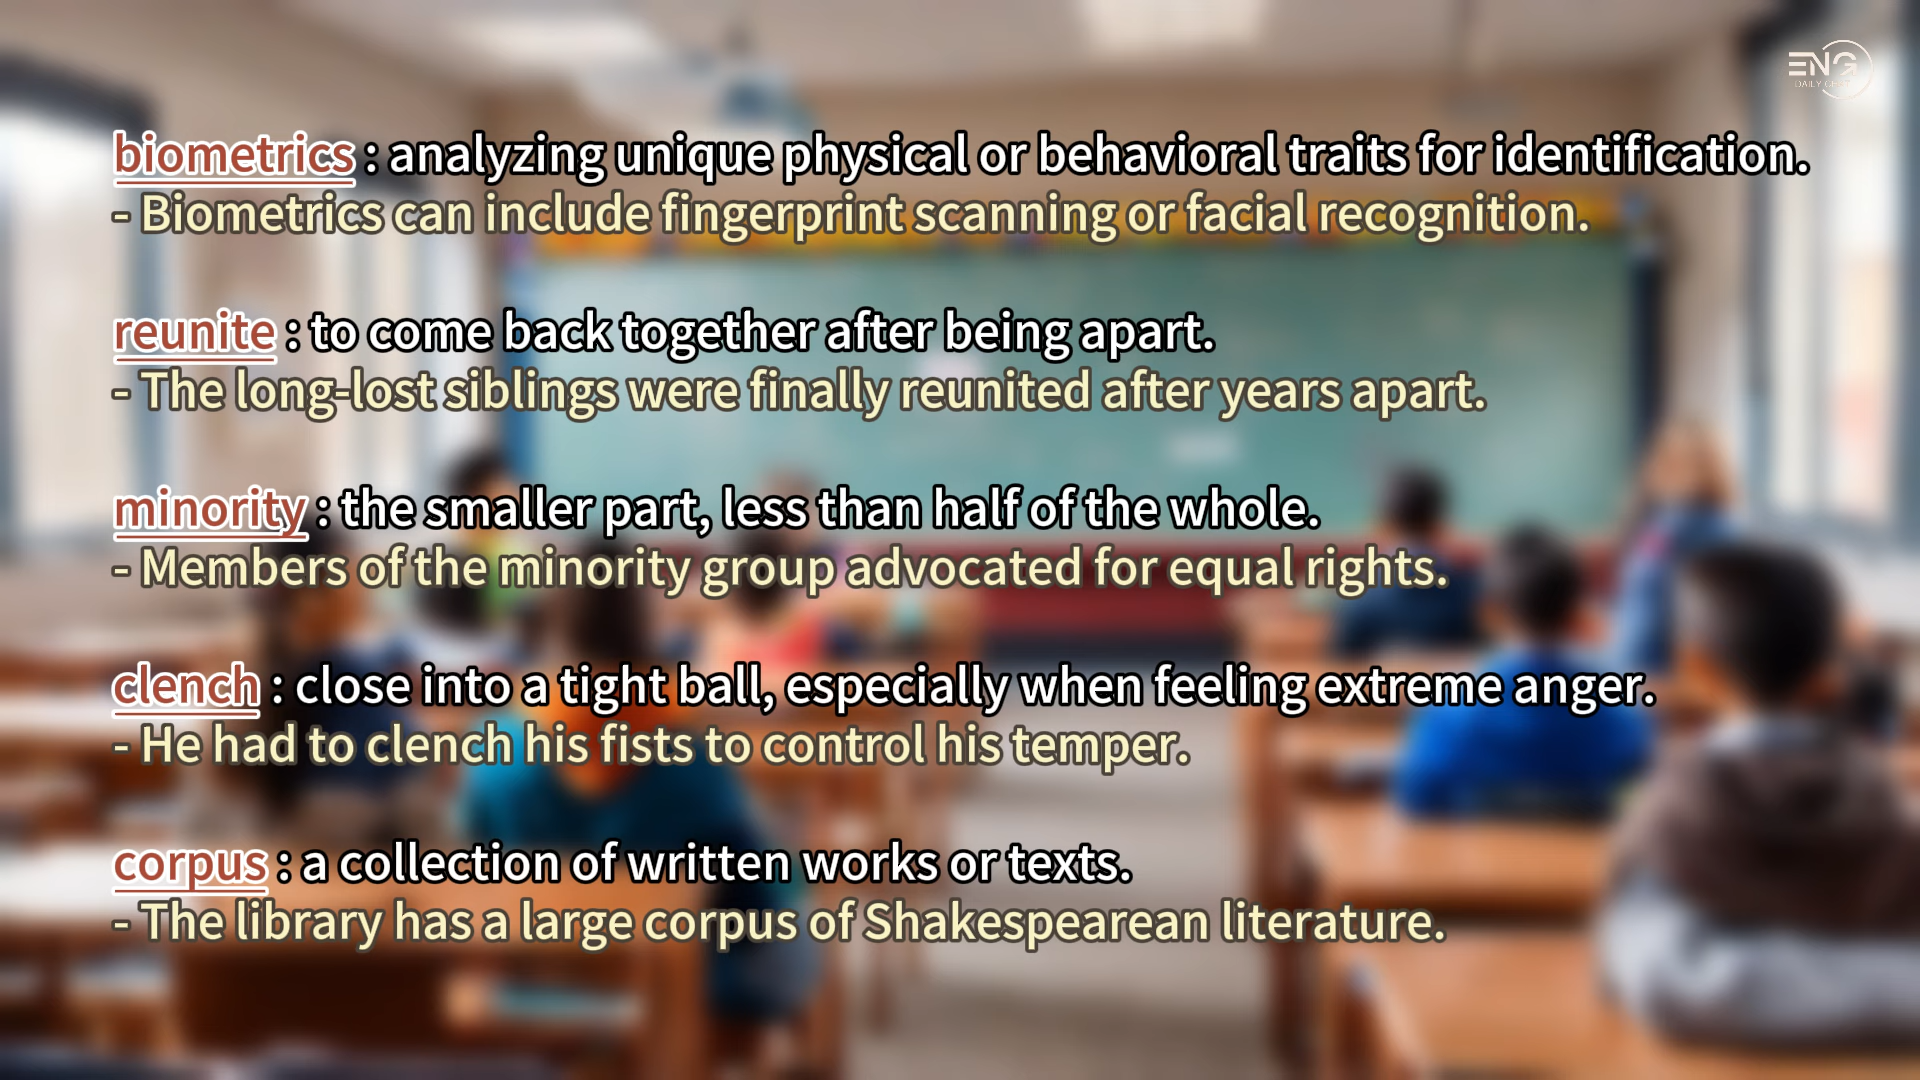 ENG
DAILY
biometrics : analyzing unique physical or behavioral traits for identification.
- Biometrics can include fingerprint scanning or facial recognition.
reunite : to come back together after being apart.
- The long-lost siblings were finally reunited after years apart.
minority : the smaller part, less than half of the whole.
- Members of the minority group advocated for equal rights.
clench : close into a tight ball, especially when feeling extreme anger.
- He had to clench his fists to control his temper.
corpus : a collection of written works or texts.
- The library has a large corpus of Shakespearean literature.